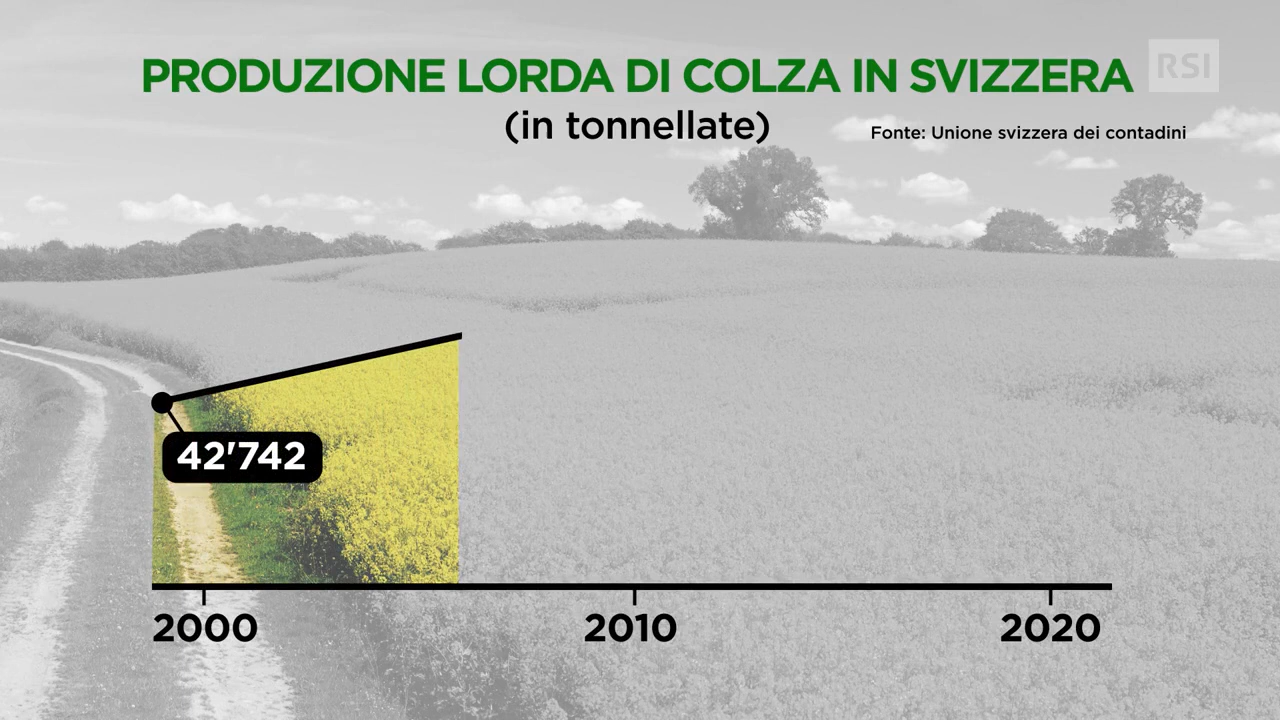 PRODUZIONE LORDA DI COLZA IN SVIZZERA
RSI
(in tonnellate)
Fonte: Unione svizzera dei contadini
42'742
2000
2010
2020